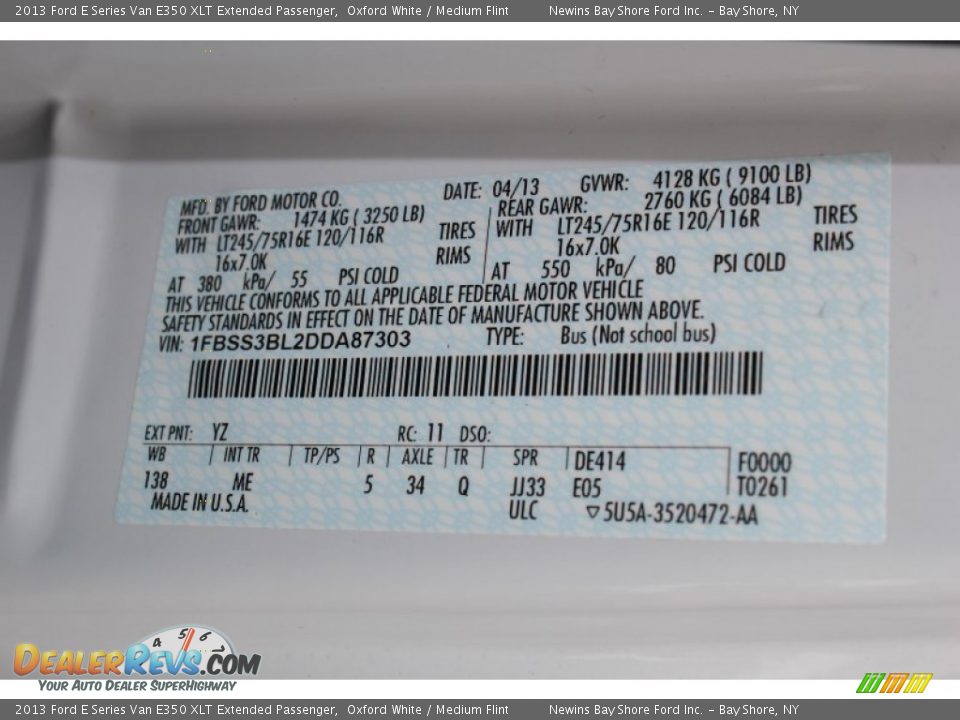 2013 Ford E Series Van E350 XLT Extended Passenger, Oxford White / Medium Flint Newins Bay Shore Ford Inc. - Bay Shore, NY
MFD. BY FORD MOTOR CO. DATE: 04/13 GVWR: 4128 KG ( 9100 LB)
FRONT GAWR: 1474 KG ( 3250 LB) REAR GAWR: 2760 KG ( 6084 LB)
WITH LT245/75R16E 120/116R TIRES WITH LT245/75R16E 120/116R TIRES
16x7.0K RIMS 16x7.0K RIMS
AT 380 kPa/ 55 PSI COLD AT 550 kPa/ 80 PSI COLD
THIS VEHICLE CONFORMS TO ALL APPLICABLE FEDERAL MOTOR VEHICLE
SAFETY STANDARDS IN EFFECT ON THE DATE OF MANUFACTURE SHOWN ABOVE.
VIN: 1FBSS3BL2DDA87303 TYPE: Bus (Not school bus)
EXT PNT: YZ RC: 11 DSO:
WB INT TR TP/PS R AXLE TR SPR DE414 F0000
138 ME 5 34 Q JJ33 E05 T0261
MADE IN U.S.A. ULC ▽5U5A-3520472-AA
4 5 6
DEALERREVS.COM
YOUR AUTO DEALER SUPERHIGHWAY
2013 Ford E Series Van E350 XLT Extended Passenger, Oxford White / Medium Flint Newins Bay Shore Ford Inc. - Bay Shore, NY